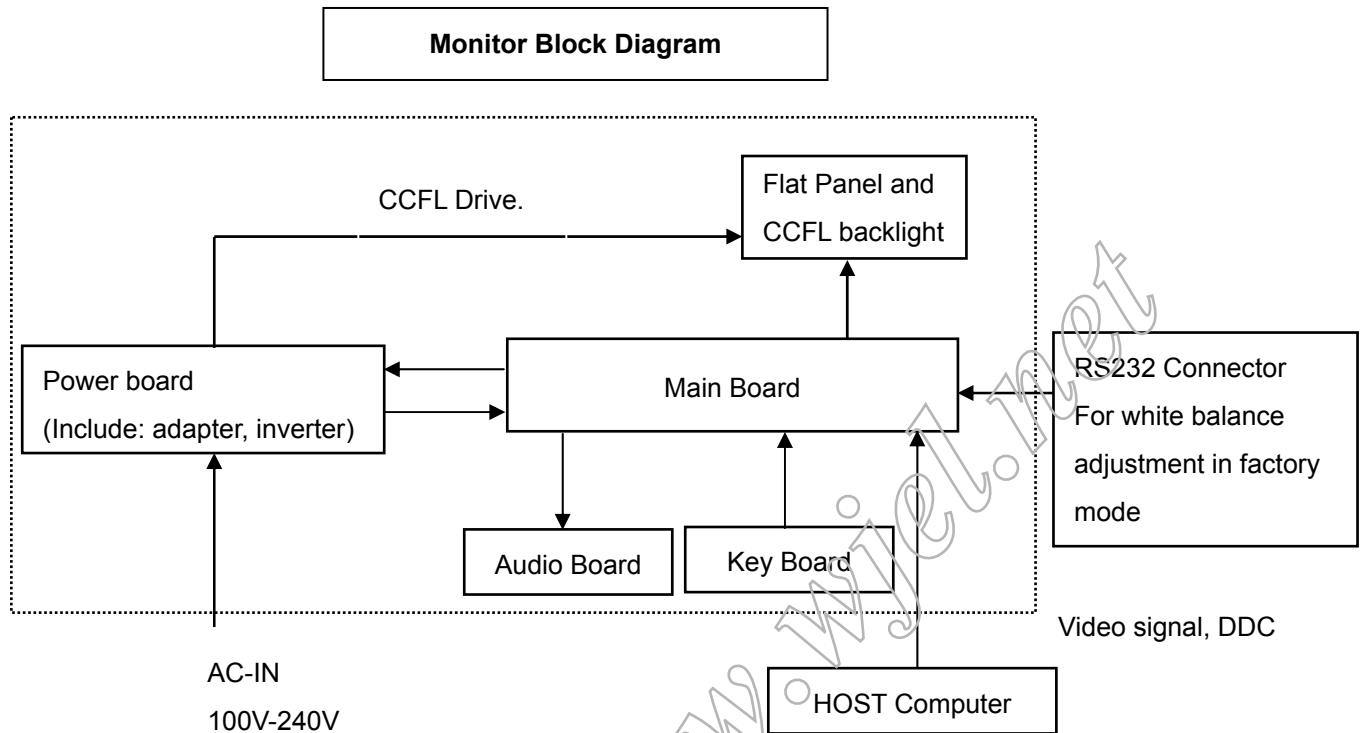 Monitor Block Diagram
CCFL Drive.
Flat Panel and
CCFL backlight
Power board
(Include: adapter, inverter)
Main Board
RS232 Connector
For white balance
adjustment in factory
mode
Audio Board
Key Board
Video signal, DDC
AC-IN
100V-240V
HOST Computer
w.wjel.net